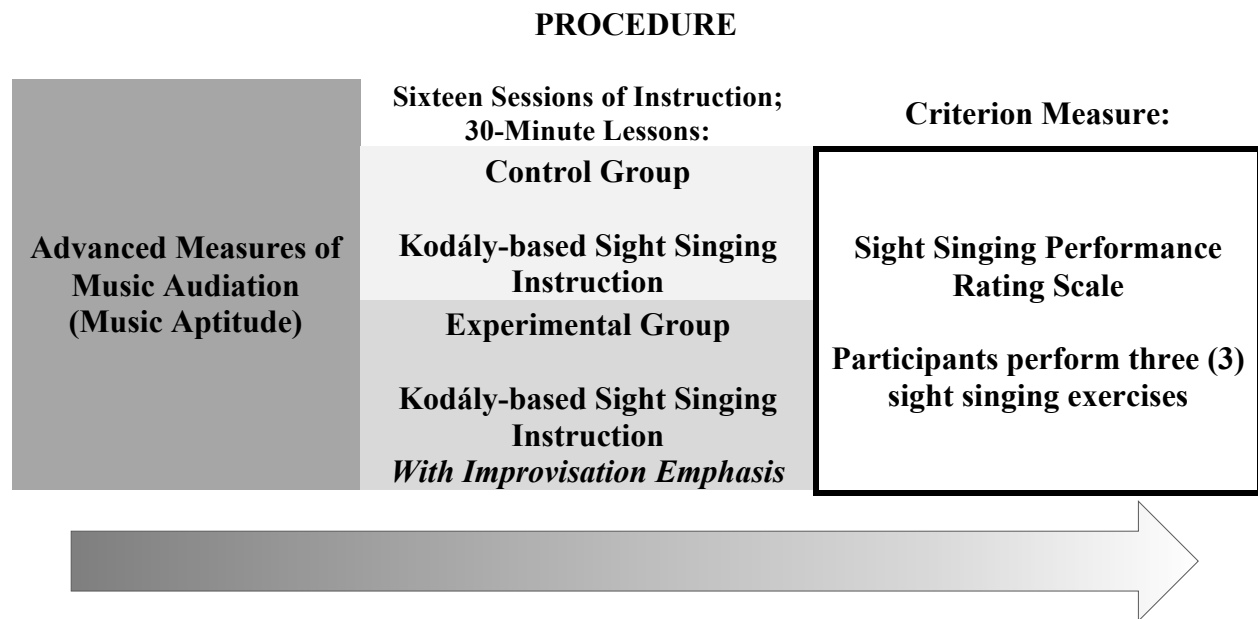 PROCEDURE
Advanced Measures of
Music Audiation
(Music Aptitude)
Sixteen Sessions of Instruction;
30-Minute Lessons:
Control Group
Kodály-based Sight Singing
Instruction
Experimental Group
Kodály-based Sight Singing
Instruction
With Improvisation Emphasis
Criterion Measure:
Sight Singing Performance
Rating Scale
Participants perform three (3)
sight singing exercises